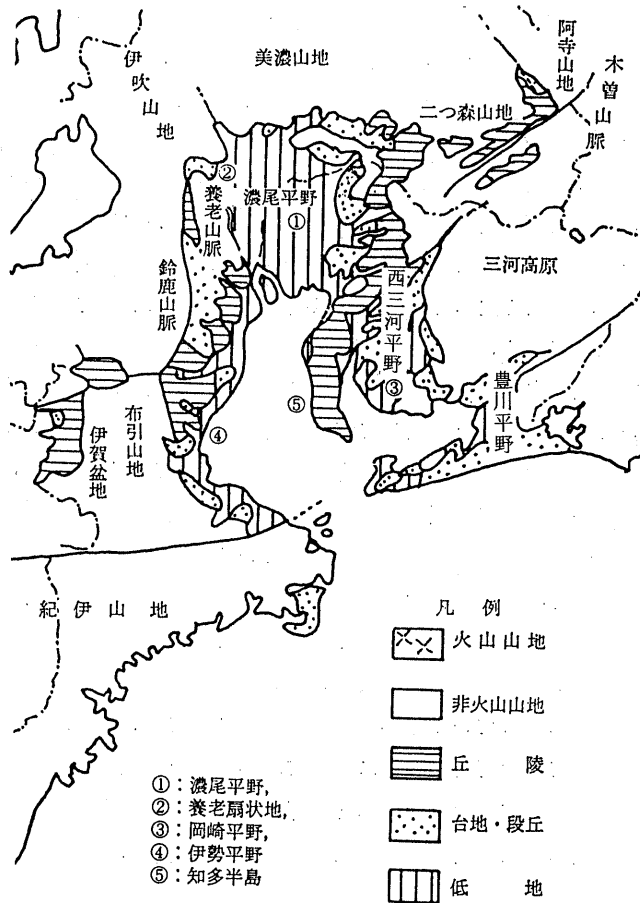 伊吹山地
美濃山地
阿寺山地
木曽山脈
二つ森山地
②
養老山脈
濃尾平野
①
鈴鹿山脈
西三河平野
三河高原
③
豊川平野
⑤
④
布引山地
伊賀盆地
紀伊山地
凡例
火山山地
非火山山地
丘陵
台地・段丘
低地
①：濃尾平野，
②：養老扇状地，
③：岡崎平野，
④：伊勢平野
⑤：知多半島